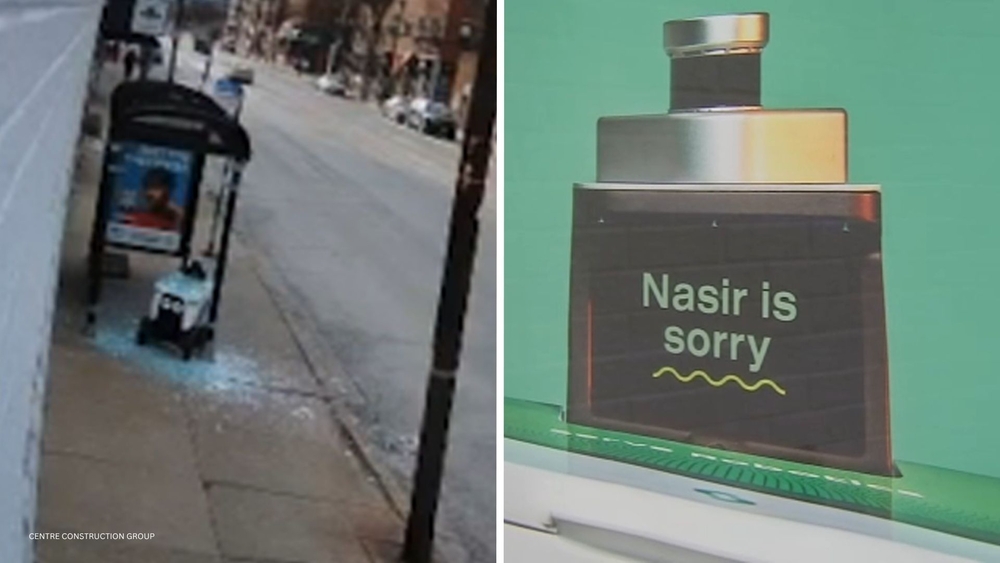 CENTRE CONSTRUCTION GROUP
Nasir is
sorry